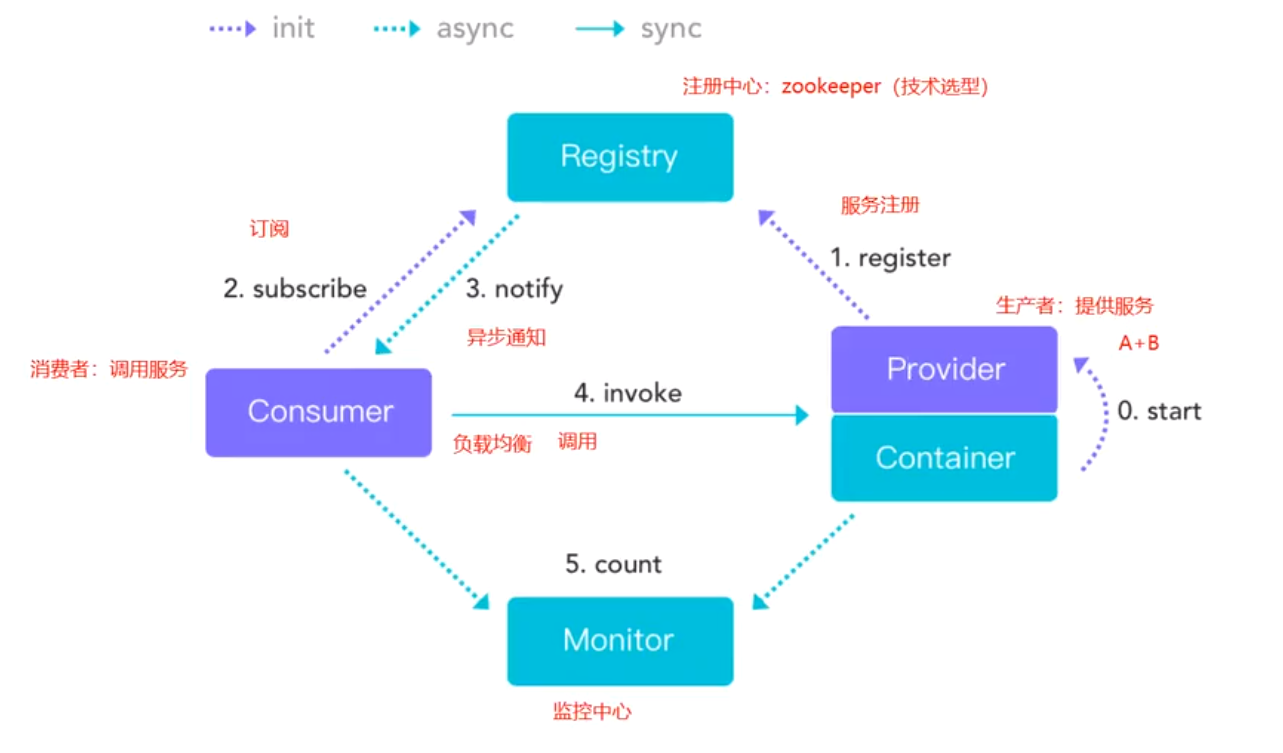 init
async
sync
注册中心：zookeeper（技术选型）
Registry
服务注册
订阅
1. register
2. subscribe
3. notify
生产者：提供服务
异步通知
A+B
消费者：调用服务
Provider
4. invoke
Consumer
0. start
负载均衡
调用
Container
5. count
Monitor
监控中心